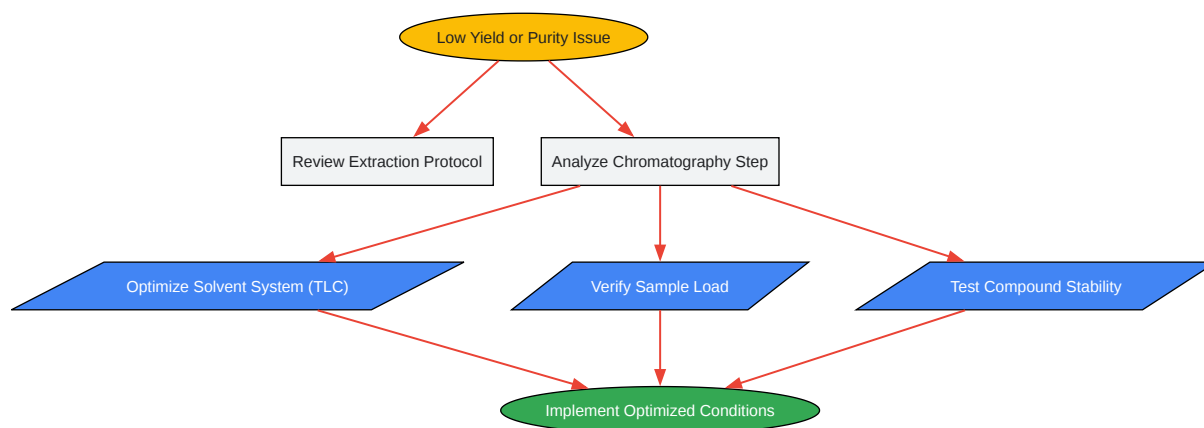 Low Yield or Purity Issue
Review Extraction Protocol
Analyze Chromatography Step
Optimize Solvent System (TLC)
Verify Sample Load
Test Compound Stability
Implement Optimized Conditions